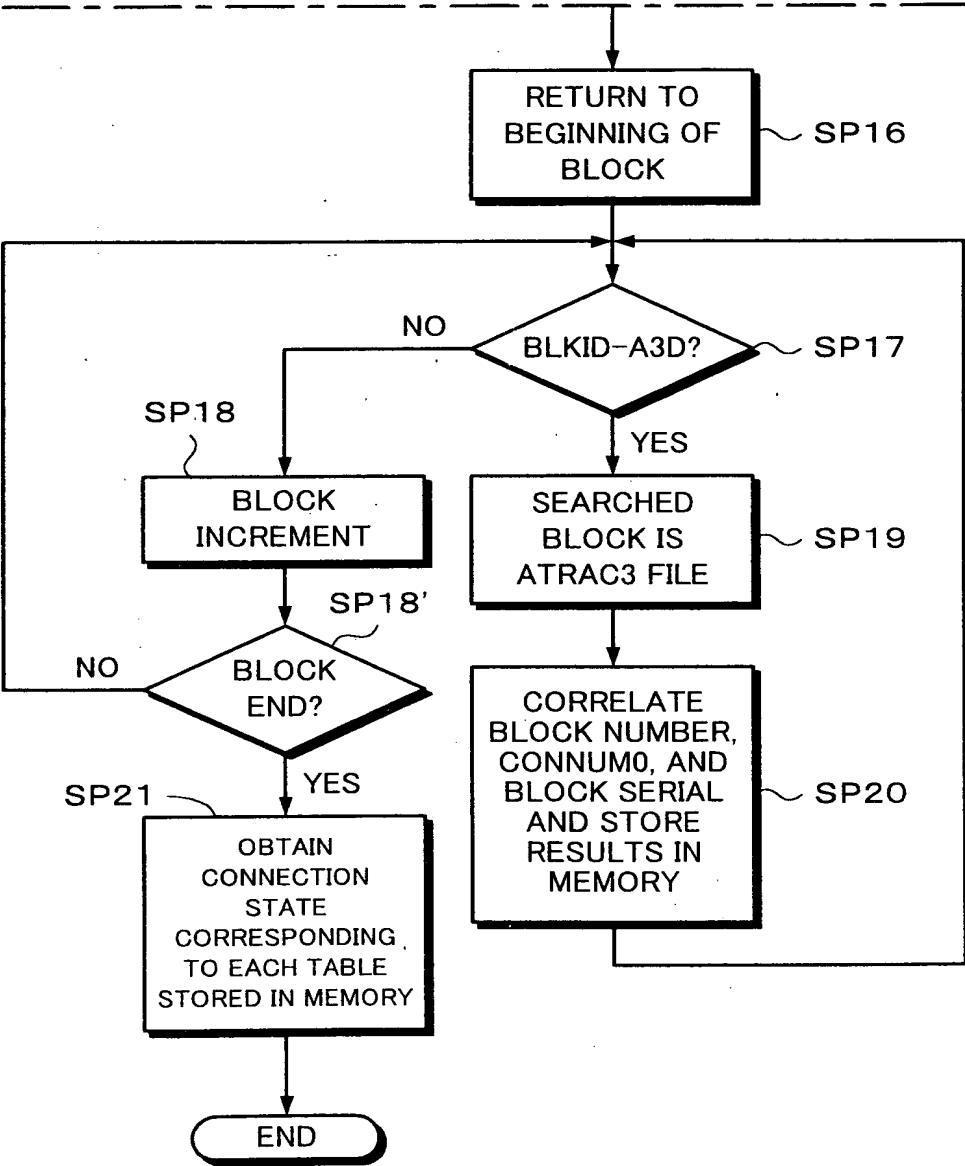 RETURN TO
BEGINNING OF
BLOCK
SP16
NO
BLKID-A3D?
SP17
YES
SP18
BLOCK
INCREMENT
SEARCHED
BLOCK IS
ATRAC3 FILE
SP19
SP18'
NO
BLOCK
END?
YES
CORRELATE
BLOCK NUMBER,
CONNUM0, AND
BLOCK SERIAL
AND STORE
RESULTS IN
MEMORY
SP20
SP21
OBTAIN
CONNECTION
STATE
CORRESPONDING
TO EACH TABLE
STORED IN MEMORY
END